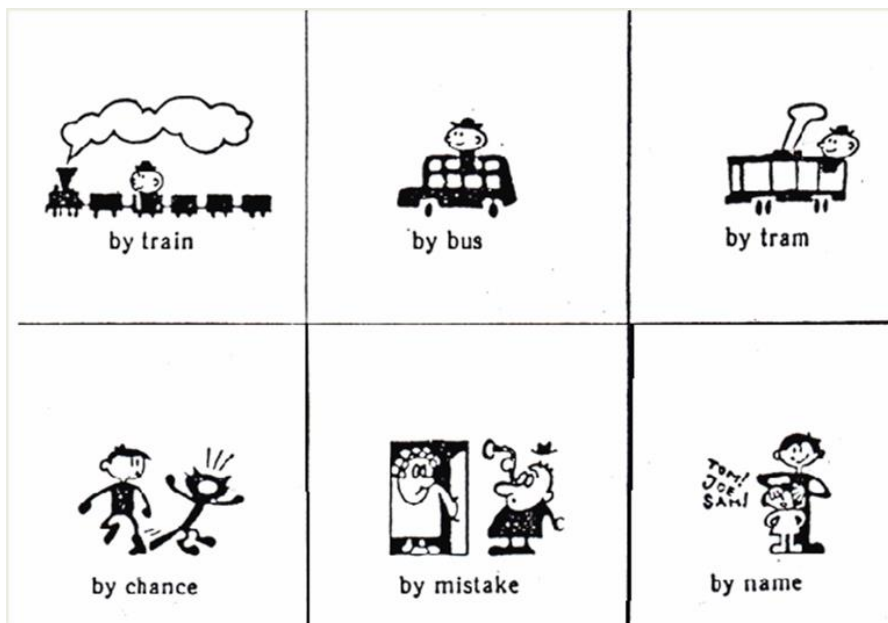 by train
by bus
by tram
by chance
by mistake
TOM!
JOE
SAM!
by name